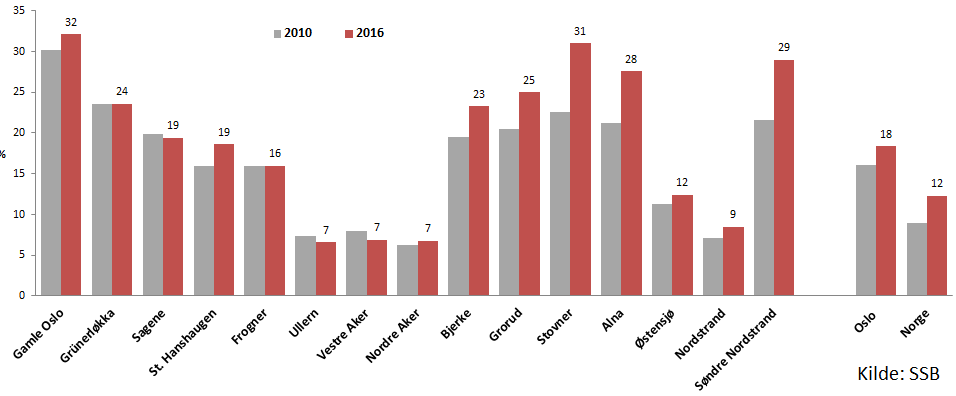 35
30
25
20
15
10
5
0
%
2010 2016
32
24
19
19
16
7
7
7
23
25
31
28
12
9
29
18
12
Gamle Oslo
Grünerløkka
Sagene
St. Hanshaugen
Frogner
Ullern
Vestre Aker
Nordre Aker
Bjerke
Grorud
Stovner
Alna
Østensjø
Nordstrand
Søndre Nordstrand
Oslo
Norge
Kilde: SSB